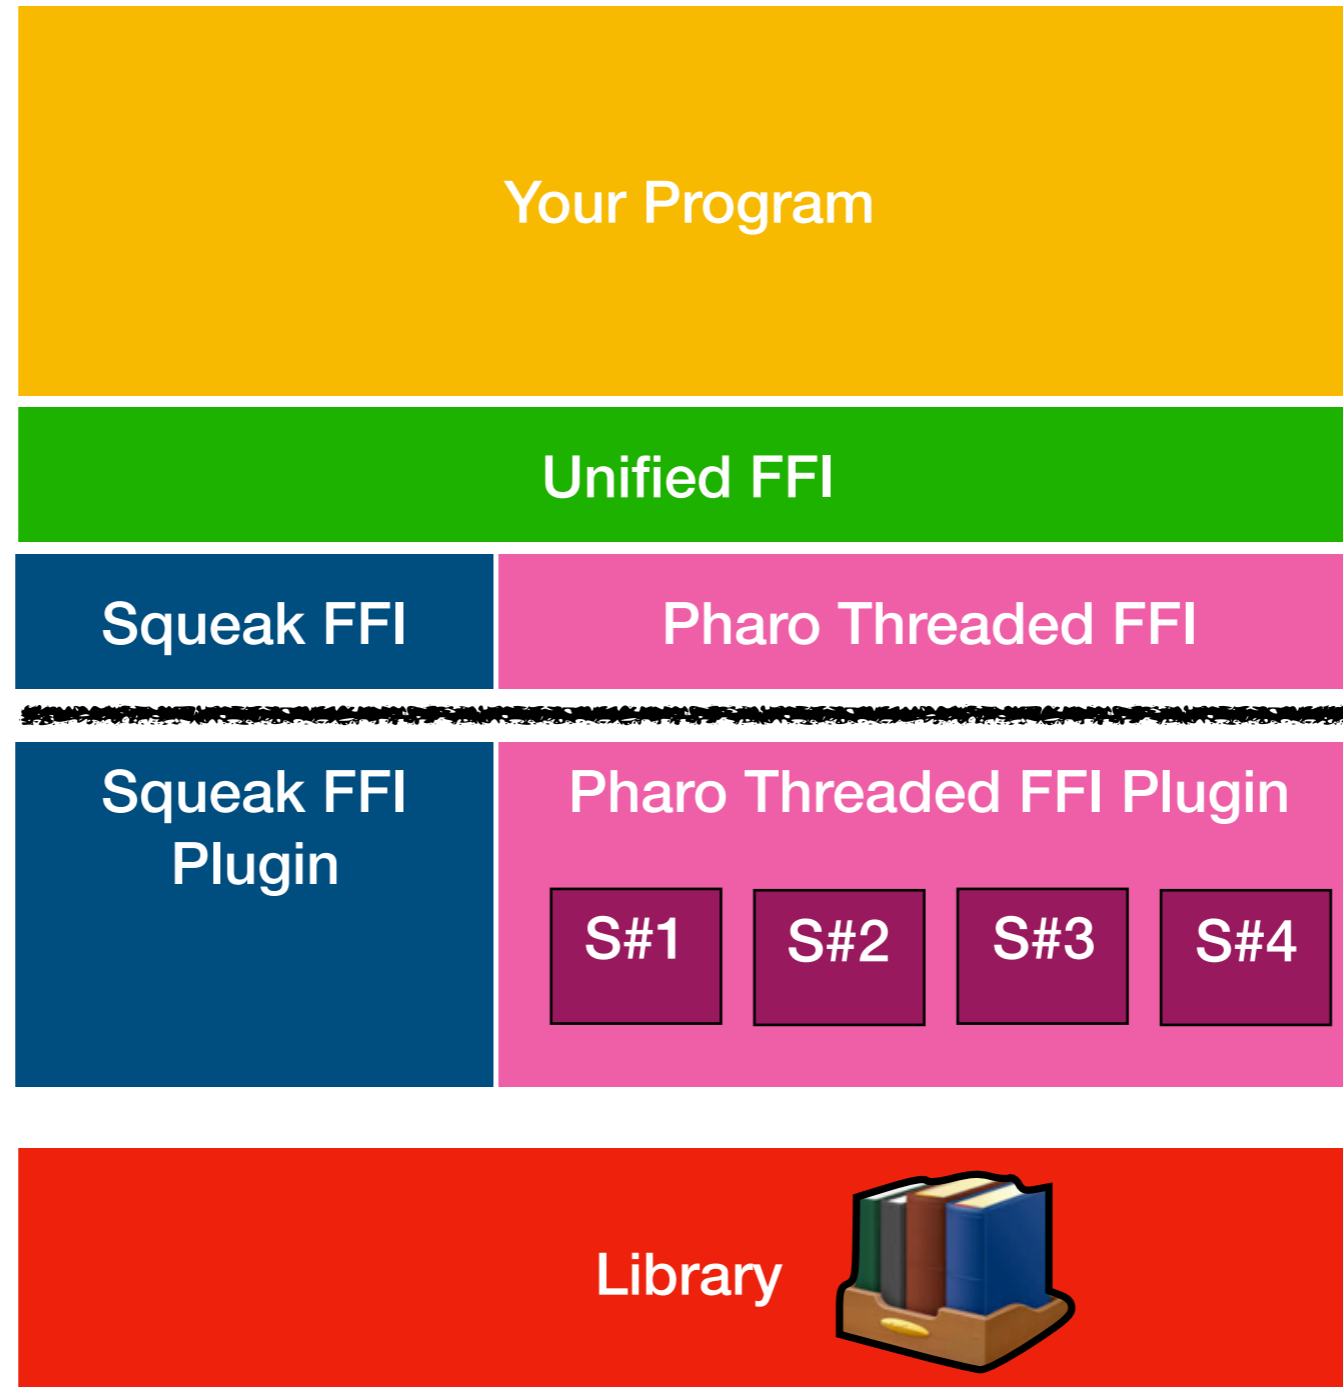 Your Program
Unified FFI
Squeak FFI
Pharo Threaded FFI
Squeak FFI
Plugin
Pharo Threaded FFI Plugin
S#1
S#2
S#3
S#4
Library